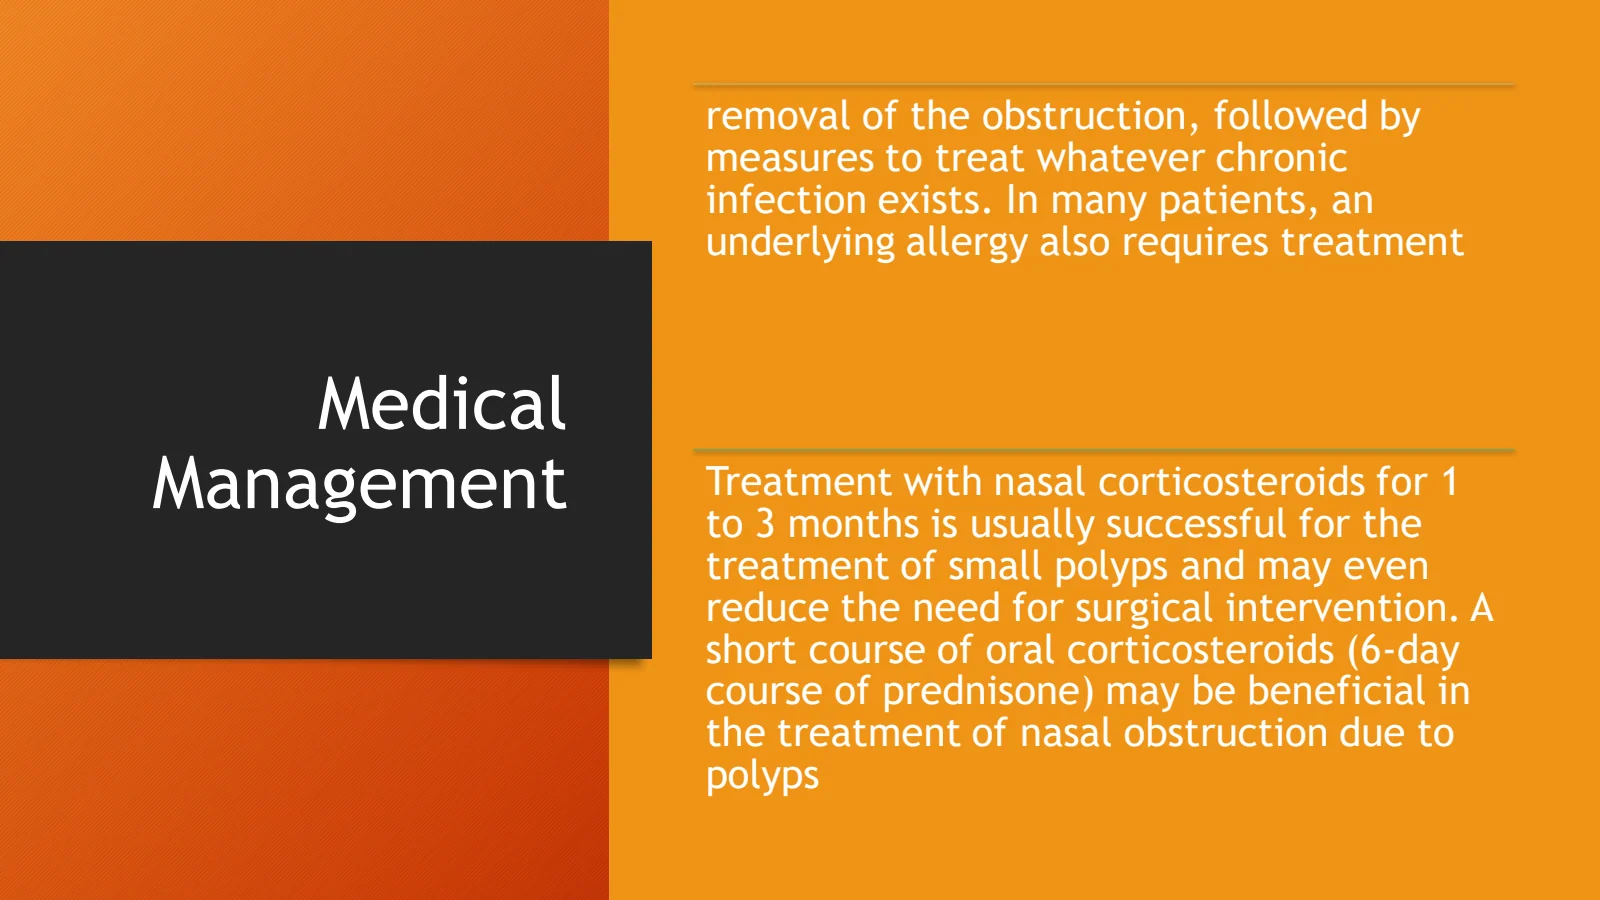 Medical
Management
removal of the obstruction, followed by
measures to treat whatever chronic
infection exists. In many patients, an
underlying allergy also requires treatment
Treatment with nasal corticosteroids for 1
to 3 months is usually successful for the
treatment of small polyps and may even
reduce the need for surgical intervention. A
short course of oral corticosteroids (6-day
course of prednisone) may be beneficial in
the treatment of nasal obstruction due to
polyps